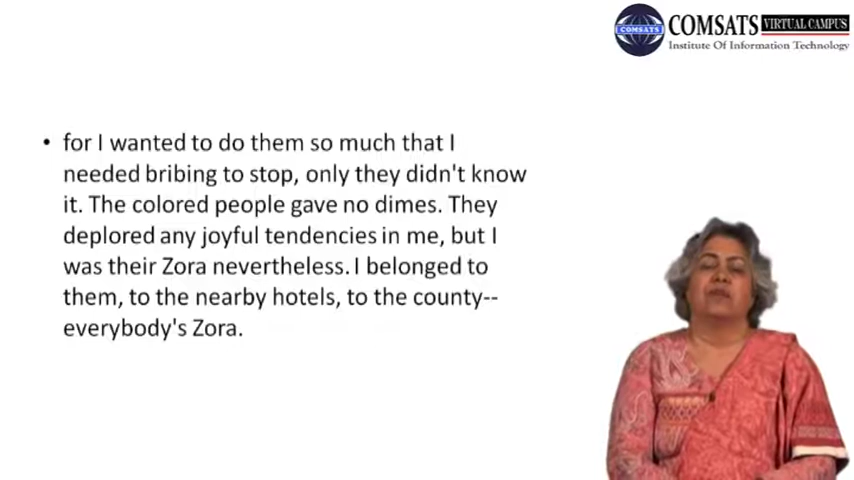 COMSATS
COMSATS VIRTUAL CAMPUS
Institute Of Information Technology
• for I wanted to do them so much that I
needed bribing to stop, only they didn't know
it. The colored people gave no dimes. They
deplored any joyful tendencies in me, but I
was their Zora nevertheless. I belonged to
them, to the nearby hotels, to the county--
everybody's Zora.